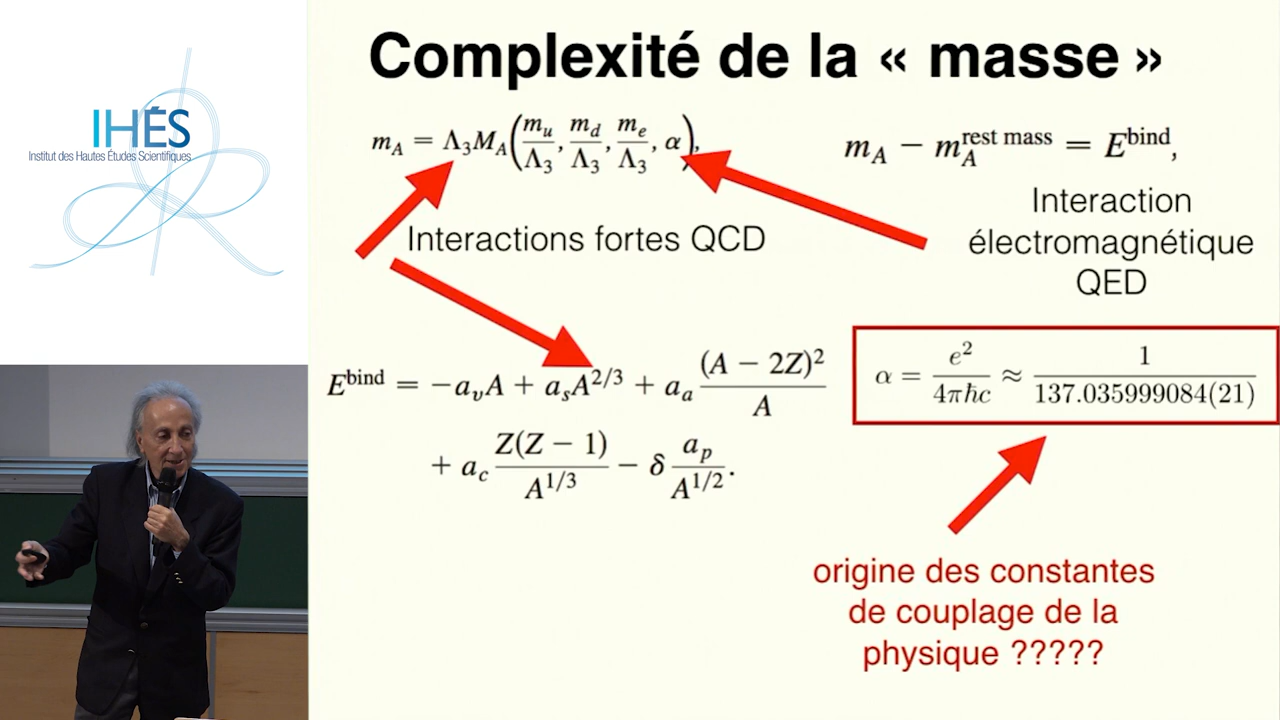 IHÉS
Institut des Hautes Études Scientifiques
Complexité de la « masse »
m_A = Λ_3 M_A(m_u/Λ_3, m_d/Λ_3, m_e/Λ_3, α),
m_A − m_A^{rest mass} = E^{bind},
Interactions fortes QCD
Interaction
électromagnétique
QED
E^{bind} = −a_v A + a_s A^{2/3} + a_a (A − 2Z)^2/A
+ a_c Z(Z − 1)/A^{1/3} − δ a_p/A^{1/2}.
α = e^2/4πħc ≈ 1/137.035999084(21)
origine des constantes
de couplage de la
physique ?????